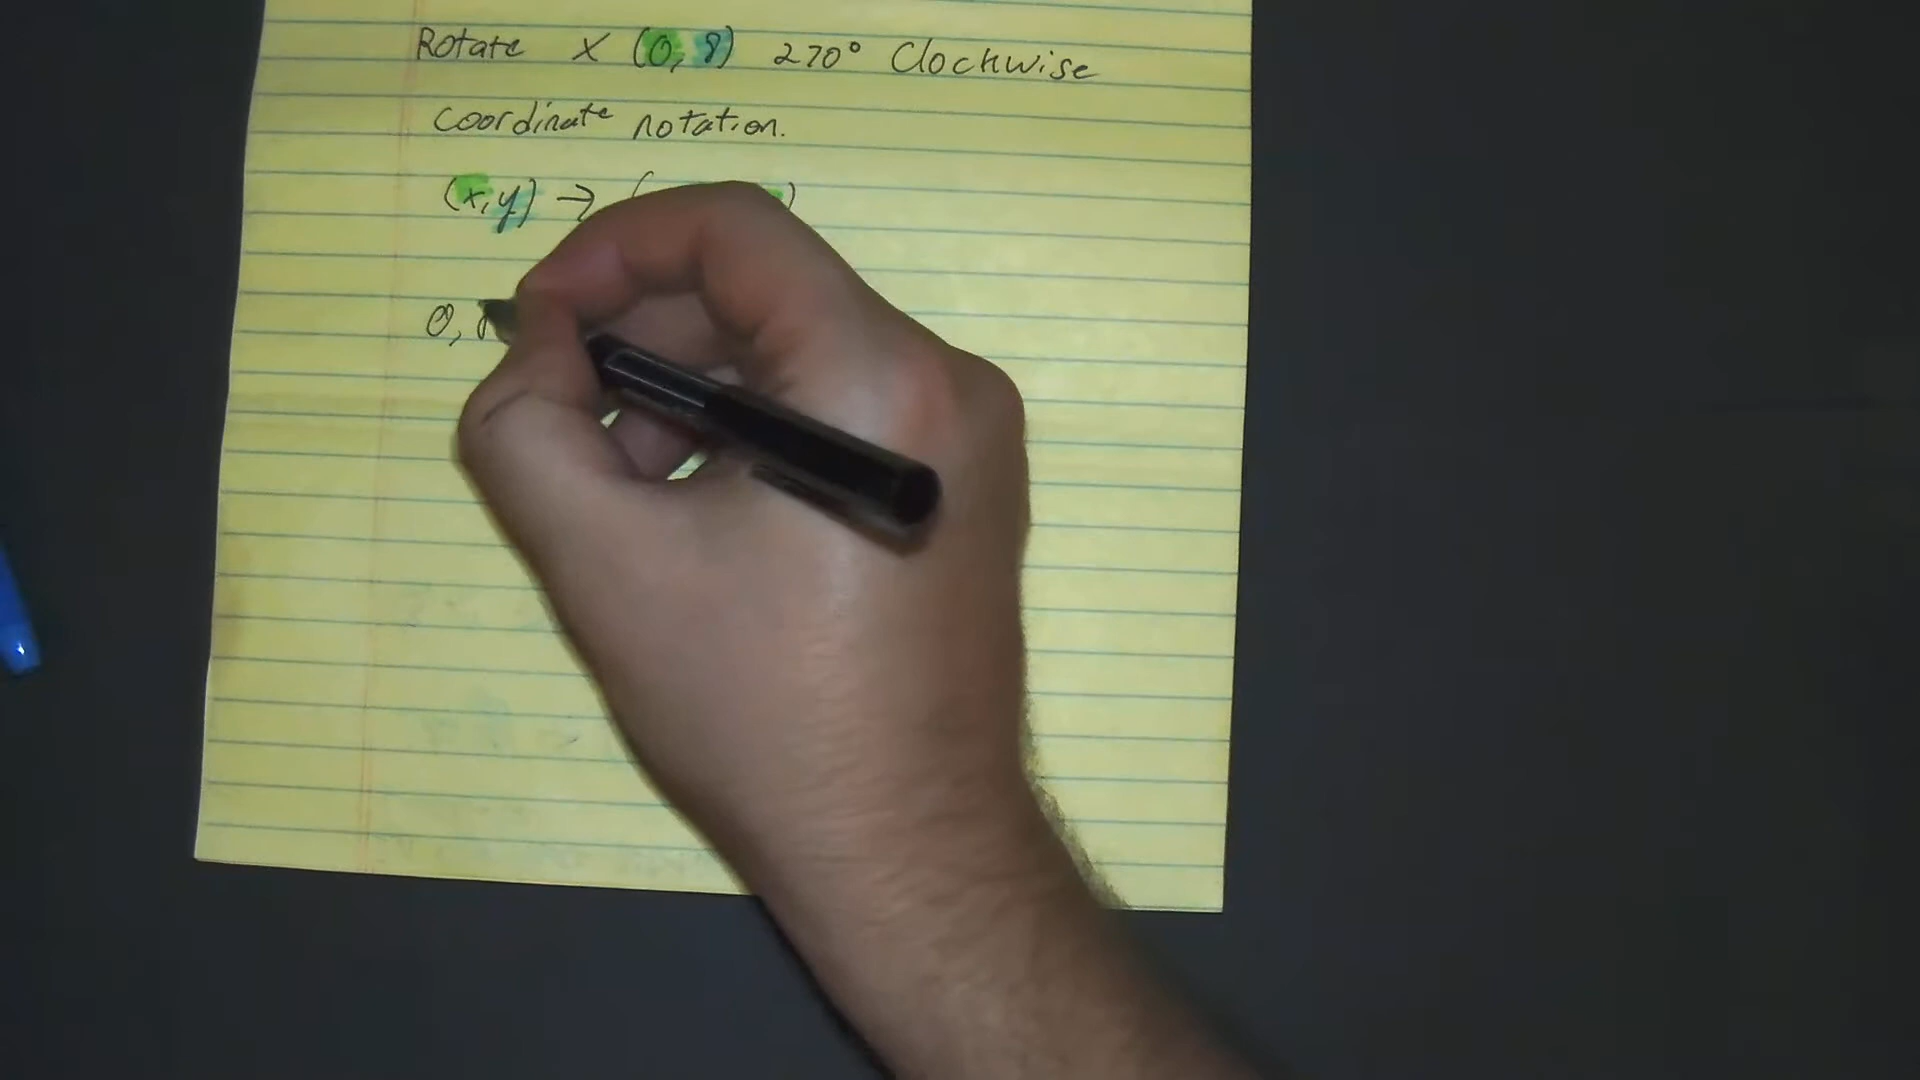 Rotate X (0, 8) 270° Clockwise
Coordinate notation.
(x,y) → ( )
0,